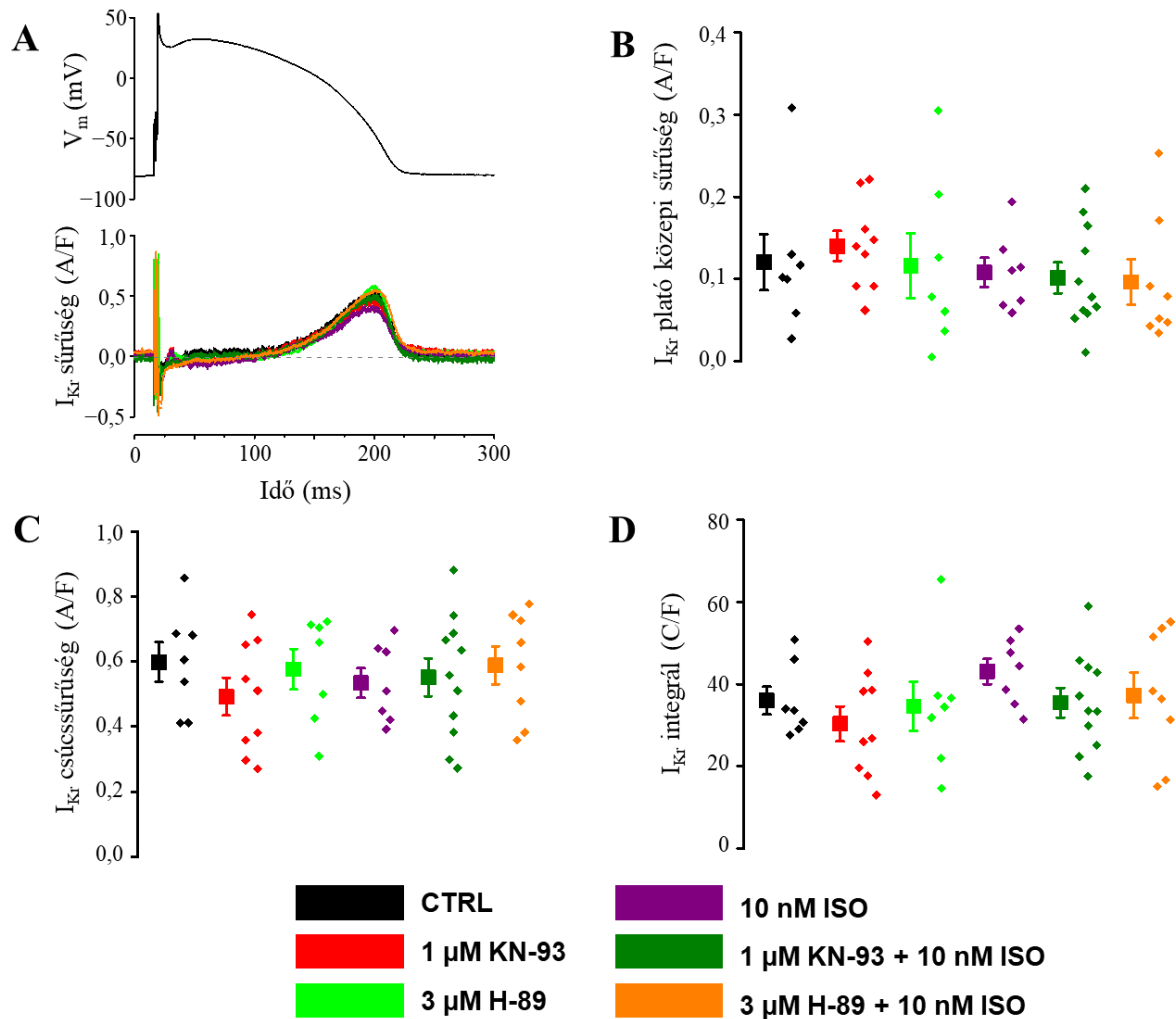 A
V_m (mV)
50
0
−50
−100
I_Kr sűrűség (A/F)
1,0
0,5
0,0
−0,5
0
100
200
300
Idő (ms)
B
I_Kr plató középi sűrűség (A/F)
0,4
0,3
0,2
0,1
0,0
C
I_Kr csúcssűrűség (A/F)
1,0
0,8
0,6
0,4
0,2
0,0
D
I_Kr integrál (C/F)
80
60
40
20
0
CTRL
1 µM KN-93
3 µM H-89
10 nM ISO
1 µM KN-93 + 10 nM ISO
3 µM H-89 + 10 nM ISO